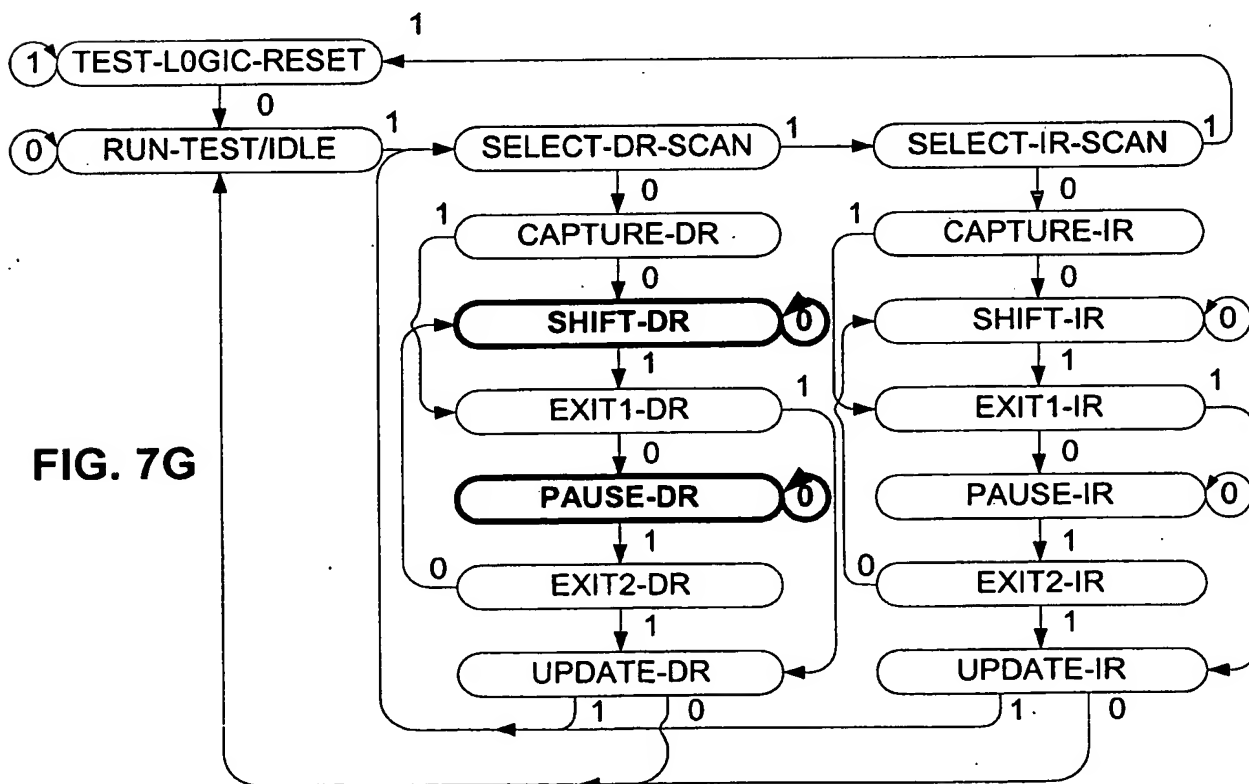 1
1 TEST-L0GIC-RESET
0
0 RUN-TEST/IDLE 1 SELECT-DR-SCAN 1 SELECT-IR-SCAN 1
0 0
1 CAPTURE-DR 1 CAPTURE-IR
0 0
SHIFT-DR 0 SHIFT-IR 0
1 1
EXIT1-DR 1 EXIT1-IR 1
FIG. 7G
0 0
PAUSE-DR 0 PAUSE-IR 0
1 1
0 EXIT2-DR 0 EXIT2-IR
1 1
UPDATE-DR UPDATE-IR
1 0 1 0